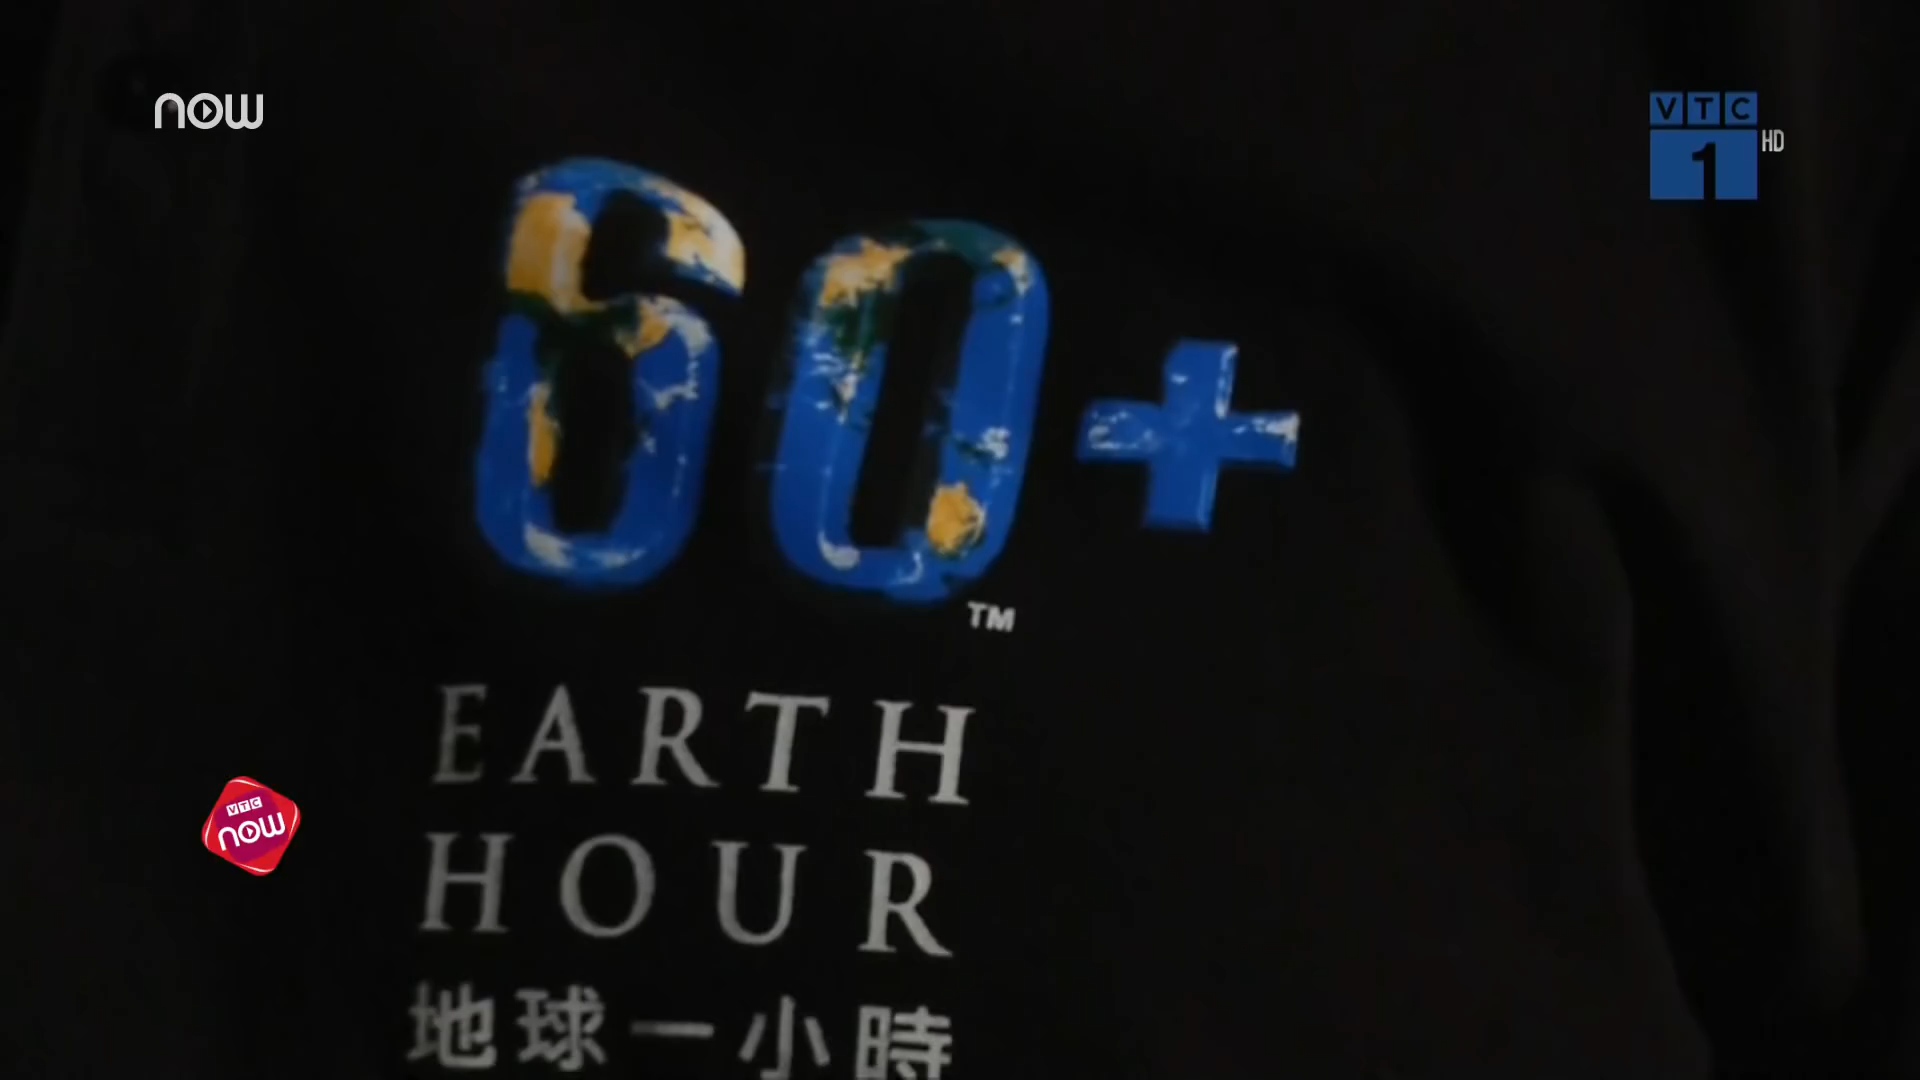 now
VTC
1
HD
60+
TM
EARTH
HOUR
地球一小時
VTC
now